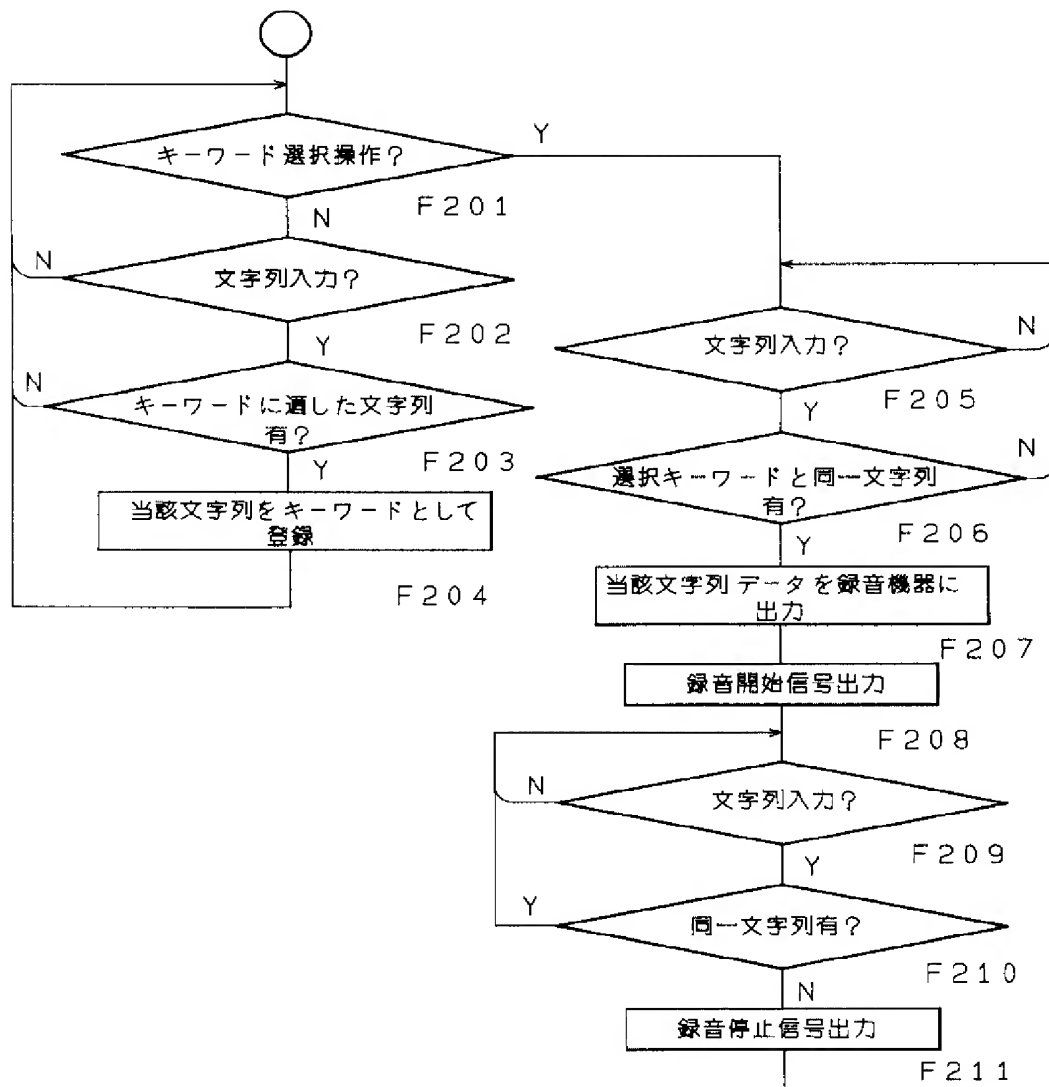 キーワード選択操作?
Y
F201
N
文字列入力?
N
F202
Y
キーワードに適した文字列
有?
N
F203
Y
当該文字列をキーワードとして
登録
F204
文字列入力?
N
F205
Y
選択キーワードと同一文字列
有?
N
F206
Y
当該文字列データを録音機器に
出力
F207
録音開始信号出力
F208
文字列入力?
N
F209
Y
同一文字列有?
Y
F210
N
録音停止信号出力
F211